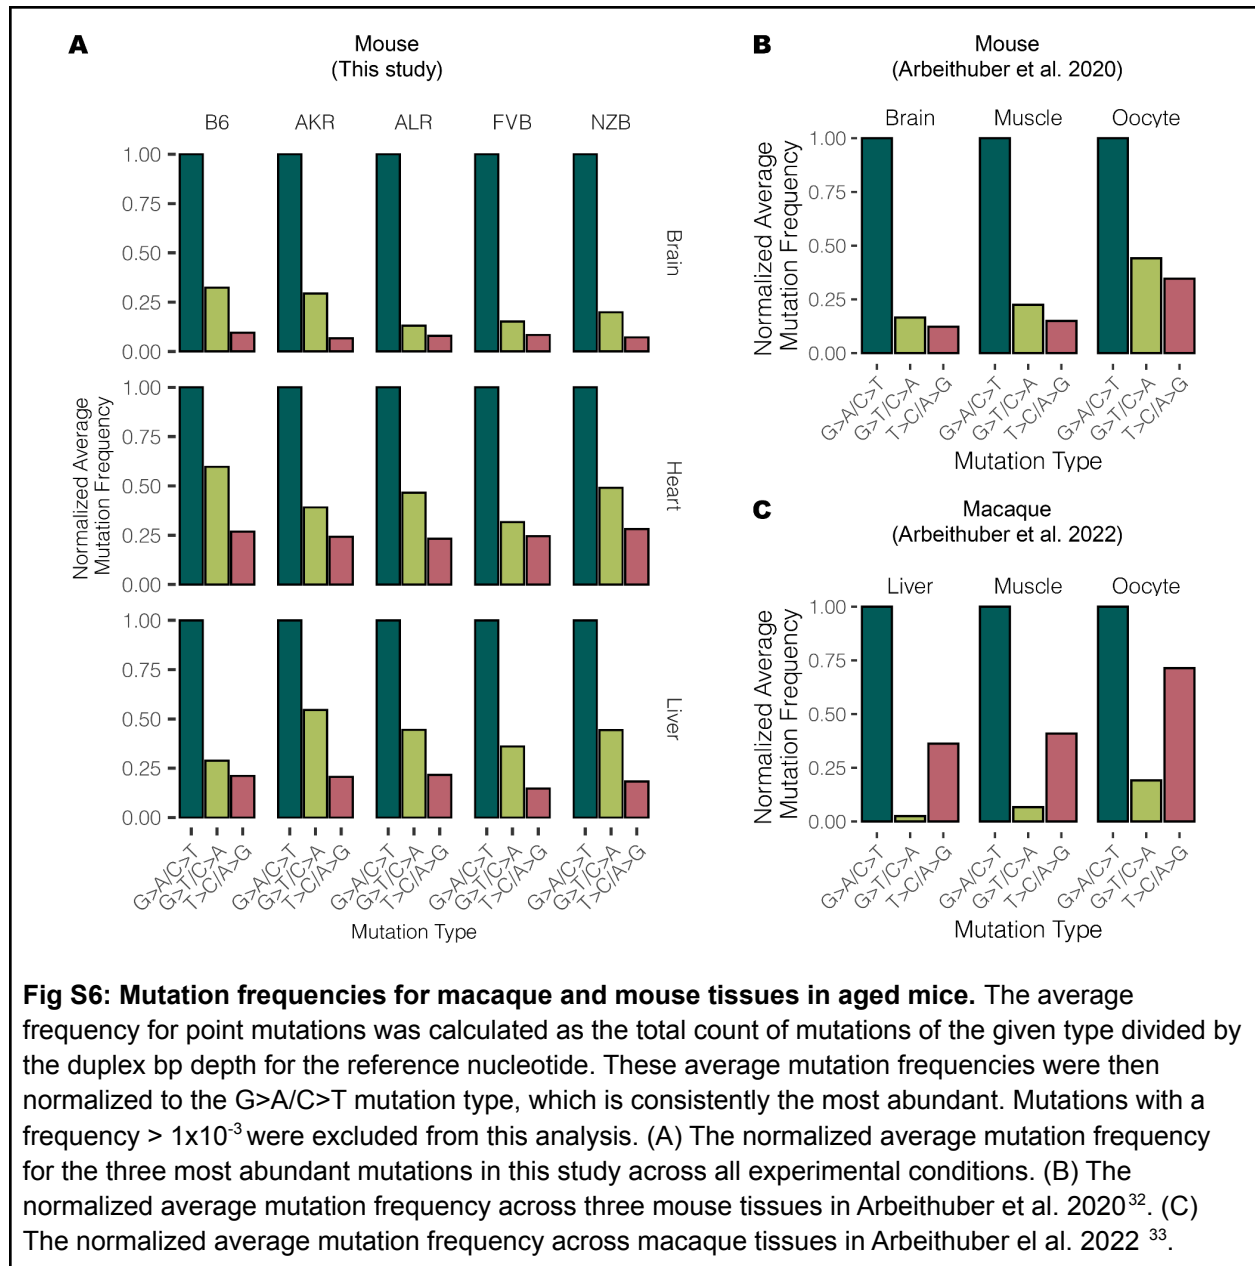 A
Mouse
(This study)
B6 AKR ALR FVB NZB
Normalized Average
Mutation Frequency
1.00
0.75
0.50
0.25
0.00
Brain
1.00
0.75
0.50
0.25
0.00
Heart
1.00
0.75
0.50
0.25
0.00
Liver
G>A/C>T G>T/C>A T>C/A>G G>A/C>T G>T/C>A T>C/A>G G>A/C>T G>T/C>A T>C/A>G G>A/C>T G>T/C>A T>C/A>G G>A/C>T G>T/C>A T>C/A>G
Mutation Type
B
Mouse
(Arbeithuber et al. 2020)
Brain Muscle Oocyte
Normalized Average
Mutation Frequency
1.00
0.75
0.50
0.25
0.00
G>A/C>T G>T/C>A T>C/A>G G>A/C>T G>T/C>A T>C/A>G G>A/C>T G>T/C>A T>C/A>G
Mutation Type
C
Macaque
(Arbeithuber et al. 2022)
Liver Muscle Oocyte
Normalized Average
Mutation Frequency
1.00
0.75
0.50
0.25
0.00
G>A/C>T G>T/C>A T>C/A>G G>A/C>T G>T/C>A T>C/A>G G>A/C>T G>T/C>A T>C/A>G
Mutation Type
Fig S6: Mutation frequencies for macaque and mouse tissues in aged mice. The average
frequency for point mutations was calculated as the total count of mutations of the given type divided by
the duplex bp depth for the reference nucleotide. These average mutation frequencies were then
normalized to the G>A/C>T mutation type, which is consistently the most abundant. Mutations with a
frequency > 1x10⁻³ were excluded from this analysis. (A) The normalized average mutation frequency
for the three most abundant mutations in this study across all experimental conditions. (B) The
normalized average mutation frequency across three mouse tissues in Arbeithuber et al. 2020³². (C)
The normalized average mutation frequency across macaque tissues in Arbeithuber el al. 2022 ³³.